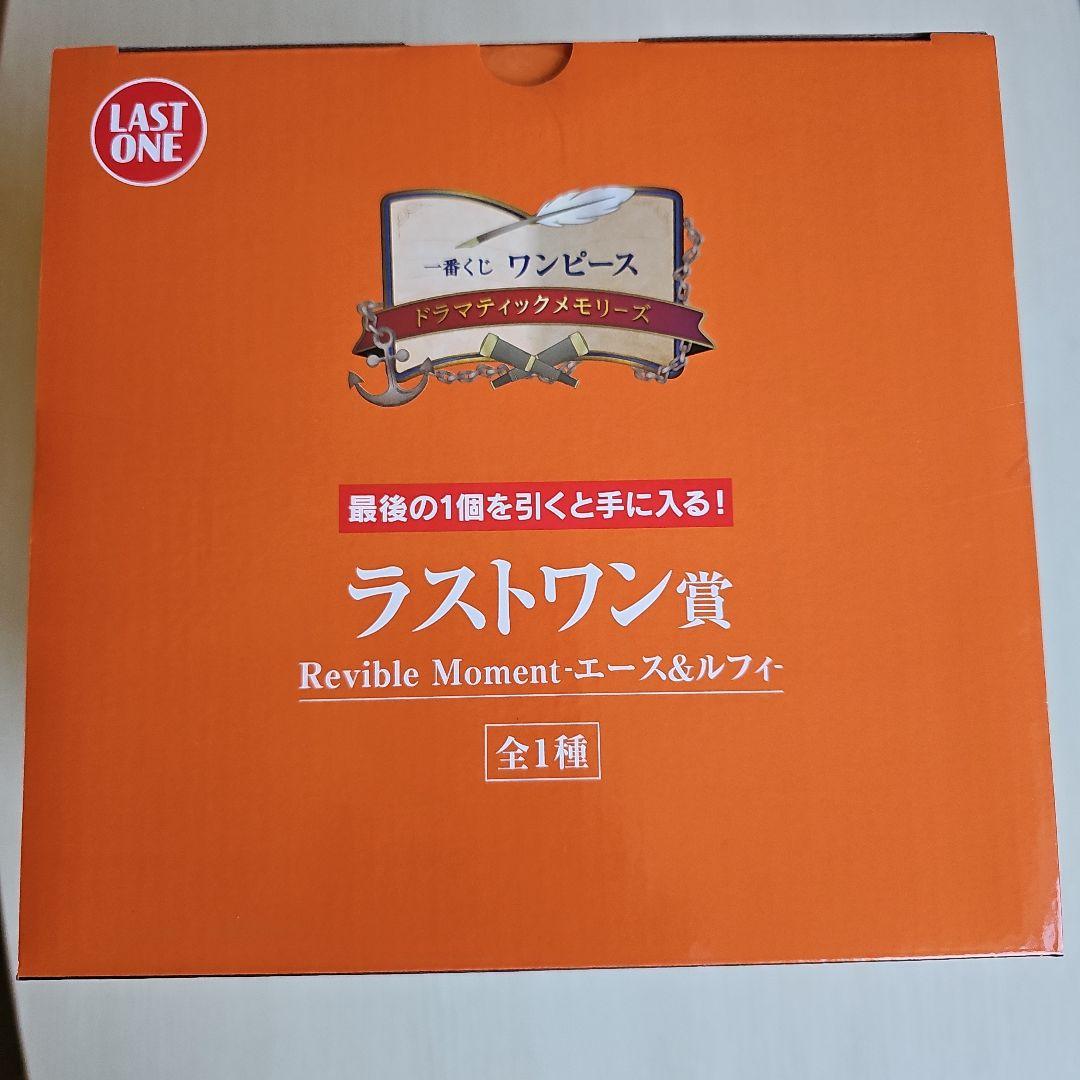 LAST
ONE
一番くじ ワンピース
ドラマティックメモリーズ
最後の1個を引くと手に入る!
ラストワン賞
Revible Moment-エース&ルフィ-
全1種